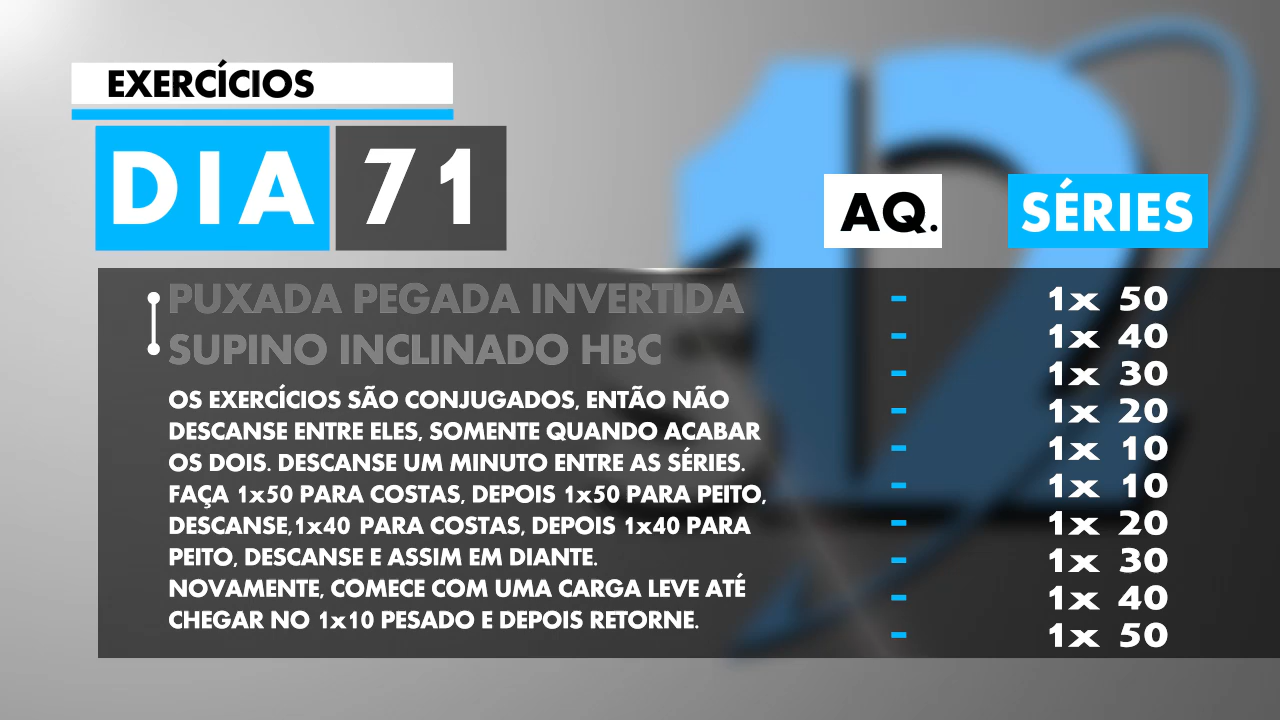 EXERCÍCIOS
DIA 71
AQ. SÉRIES
PUXADA PEGADA INVERTIDA
SUPINO INCLINADO HBC
OS EXERCÍCIOS SÃO CONJUGADOS, ENTÃO NÃO
DESCANSE ENTRE ELES, SOMENTE QUANDO ACABAR
OS DOIS. DESCANSE UM MINUTO ENTRE AS SÉRIES.
FAÇA 1x50 PARA COSTAS, DEPOIS 1x50 PARA PEITO,
DESCANSE,1x40 PARA COSTAS, DEPOIS 1x40 PARA
PEITO, DESCANSE E ASSIM EM DIANTE.
NOVAMENTE, COMECE COM UMA CARGA LEVE ATÉ
CHEGAR NO 1x10 PESADO E DEPOIS RETORNE.
- 1x 50
- 1x 40
- 1x 30
- 1x 20
- 1x 10
- 1x 10
- 1x 20
- 1x 30
- 1x 40
- 1x 50
12